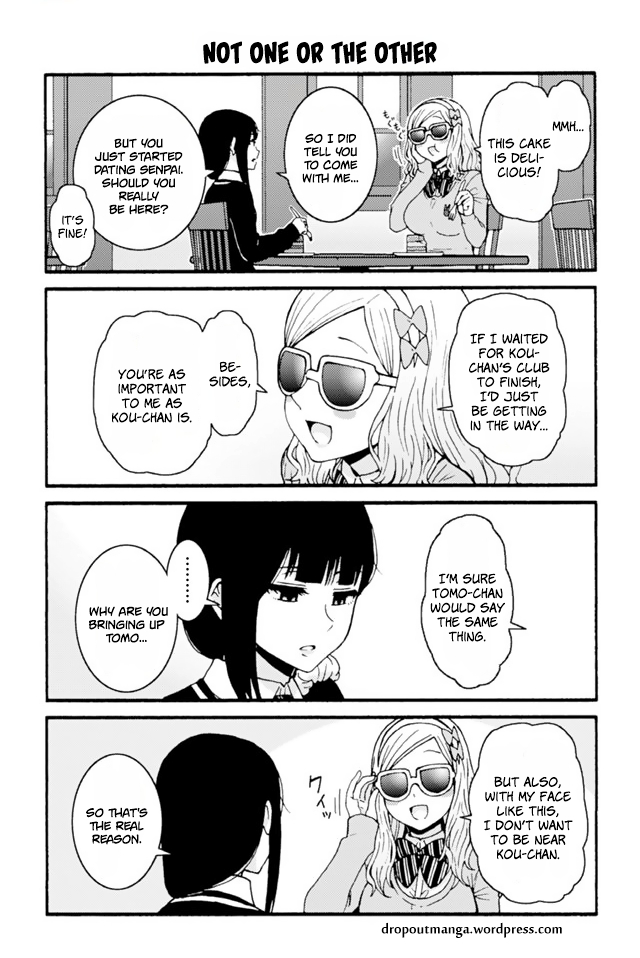 NOT ONE OR THE OTHER
MMH...
THIS CAKE
IS DELI-
CIOUS!
SO I DID
TELL YOU
TO COME
WITH ME...
BUT YOU
JUST STARTED
DATING SENPAI.
SHOULD YOU
REALLY
BE HERE?
IT'S
FINE!
IF I WAITED
FOR KOU-
CHAN'S CLUB
TO FINISH,
I'D JUST
BE GETTING
IN THE WAY...
BE-
SIDES,
YOU'RE AS
IMPORTANT
TO ME AS
KOU-CHAN IS.
I'M SURE
TOMO-CHAN
WOULD SAY
THE SAME
THING.
........
WHY ARE YOU
BRINGING UP
TOMO...
BUT ALSO,
WITH MY FACE
LIKE THIS,
I DON'T WANT
TO BE NEAR
KOU-CHAN.
クイッ
SO THAT'S
THE REAL
REASON.
dropoutmanga.wordpress.com